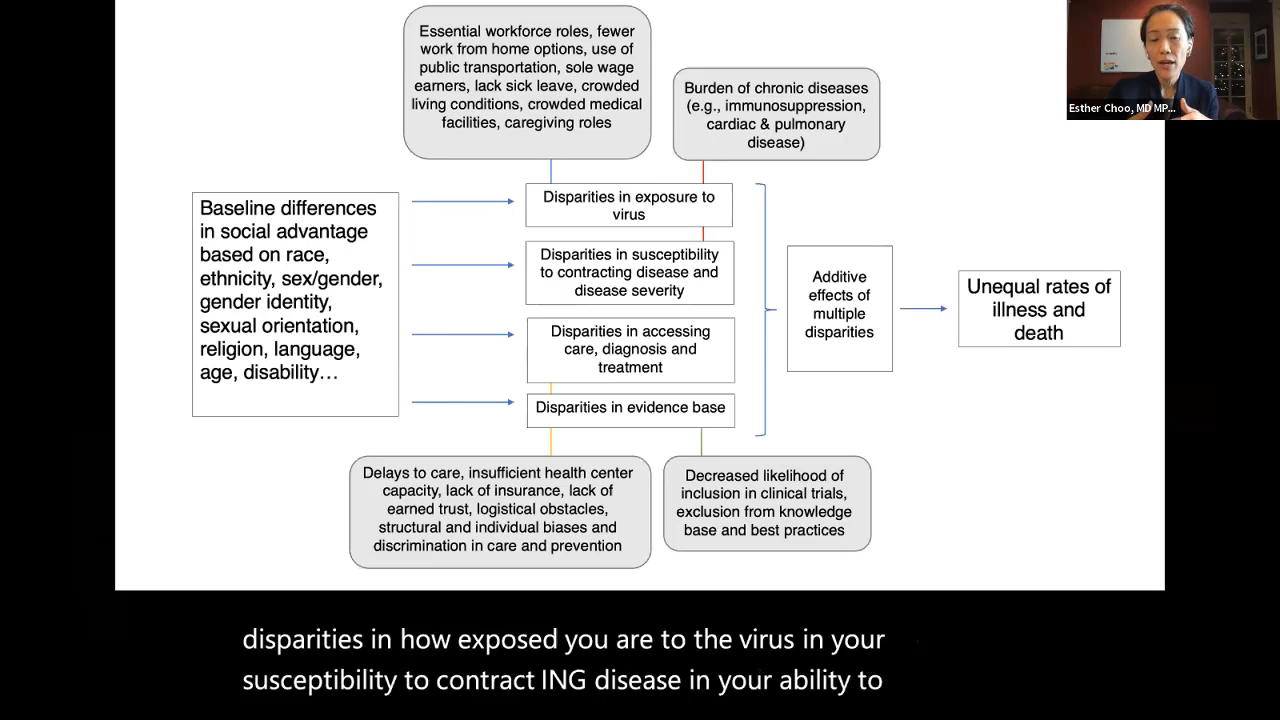 Essential workforce roles, fewer
work from home options, use of
public transportation, sole wage
earners, lack sick leave, crowded
living conditions, crowded medical
facilities, caregiving roles
Burden of chronic diseases
(e.g., immunosuppression,
cardiac & pulmonary
disease)
Esther Choo, MD MP...
Baseline differences
in social advantage
based on race,
ethnicity, sex/gender,
gender identity,
sexual orientation,
religion, language,
age, disability…
Disparities in exposure to
virus
Disparities in susceptibility
to contracting disease and
disease severity
Disparities in accessing
care, diagnosis and
treatment
Disparities in evidence base
Additive
effects of
multiple
disparities
Unequal rates of
illness and
death
Delays to care, insufficient health center
capacity, lack of insurance, lack of
earned trust, logistical obstacles,
structural and individual biases and
discrimination in care and prevention
Decreased likelihood of
inclusion in clinical trials,
exclusion from knowledge
base and best practices
disparities in how exposed you are to the virus in your
susceptibility to contract ING disease in your ability to